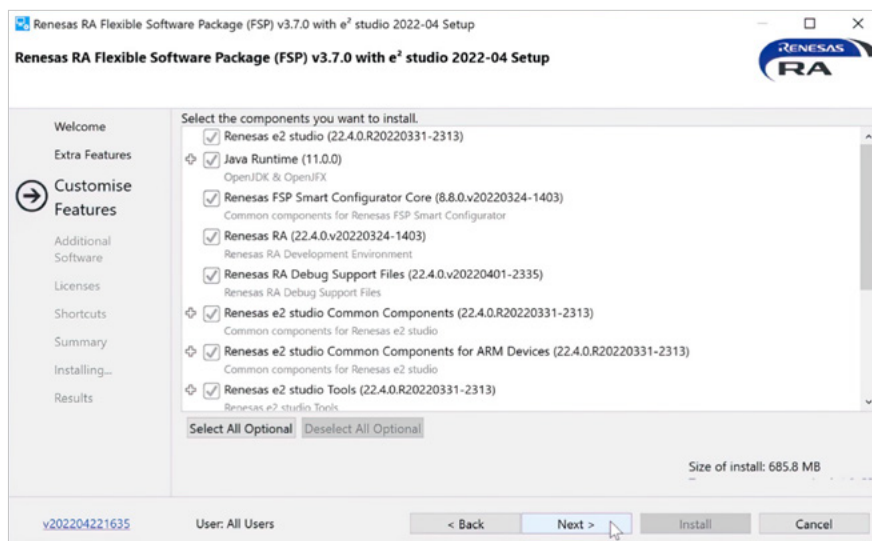 Renesas RA Flexible Software Package (FSP) v3.7.0 with e² studio 2022-04 Setup
Renesas RA Flexible Software Package (FSP) v3.7.0 with e² studio 2022-04 Setup
RENESAS
RA
Welcome
Extra Features
Customise
Features
Additional
Software
Licenses
Shortcuts
Summary
Installing...
Results
Select the components you want to install.
Renesas e2 studio (22.4.0.R20220331-2313)
Java Runtime (11.0.0)
OpenJDK & OpenJFX
Renesas FSP Smart Configurator Core (8.8.0.v20220324-1403)
Common components for Renesas FSP Smart Configurator
Renesas RA (22.4.0.v20220324-1403)
Renesas RA Development Environment
Renesas RA Debug Support Files (22.4.0.v20220401-2335)
Renesas RA Debug Support Files
Renesas e2 studio Common Components (22.4.0.R20220331-2313)
Common components for Renesas e2 studio
Renesas e2 studio Common Components for ARM Devices (22.4.0.R20220331-2313)
Common components for Renesas e2 studio
Renesas e2 studio Tools (22.4.0.R20220331-2313)
Renesas e2 studio Tools
Select All Optional
Deselect All Optional
Size of install: 685.8 MB
v202204221635
User: All Users
< Back
Next >
Install
Cancel